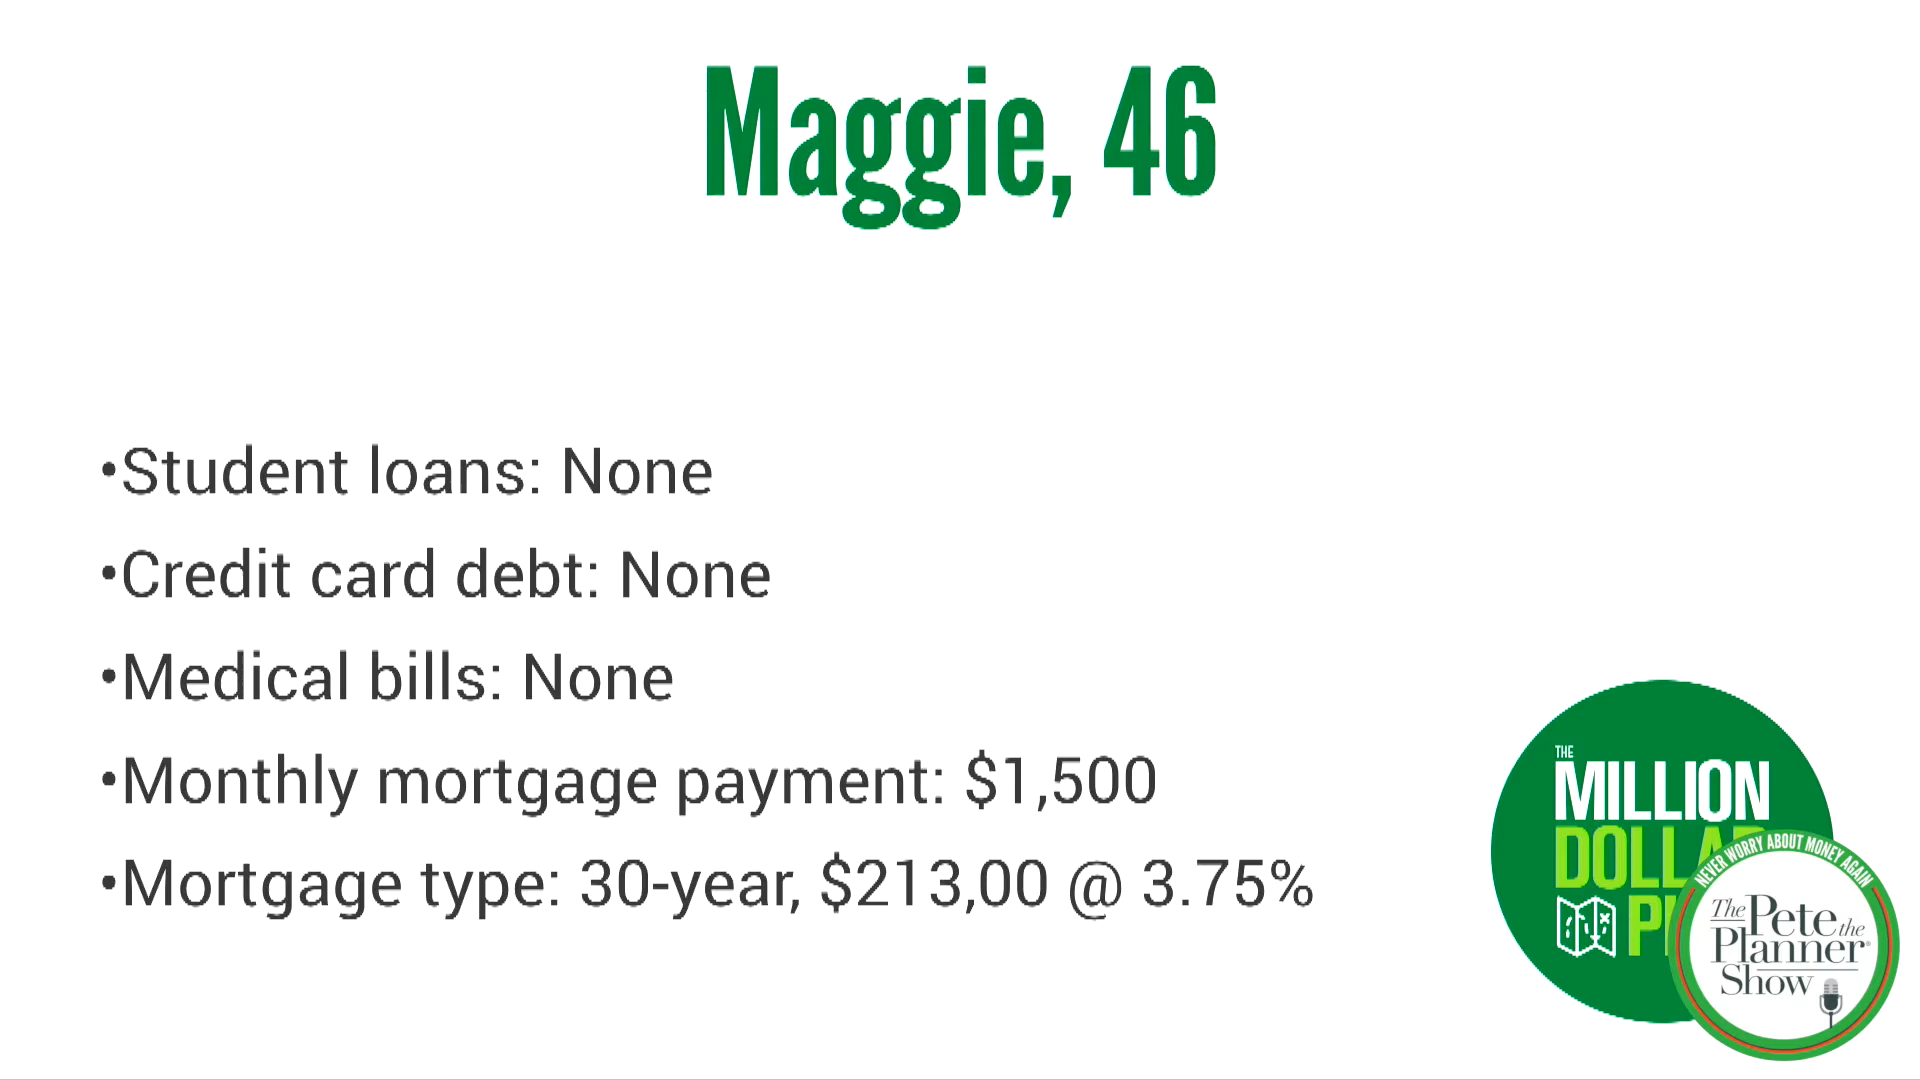 Maggie, 46
•Student loans: None
•Credit card debt: None
•Medical bills: None
•Monthly mortgage payment: $1,500
•Mortgage type: 30-year, $213,00 @ 3.75%
THE
MILLION
NEVER WORRY ABOUT MONEY AGAIN
The Pete the
Planner®
Show